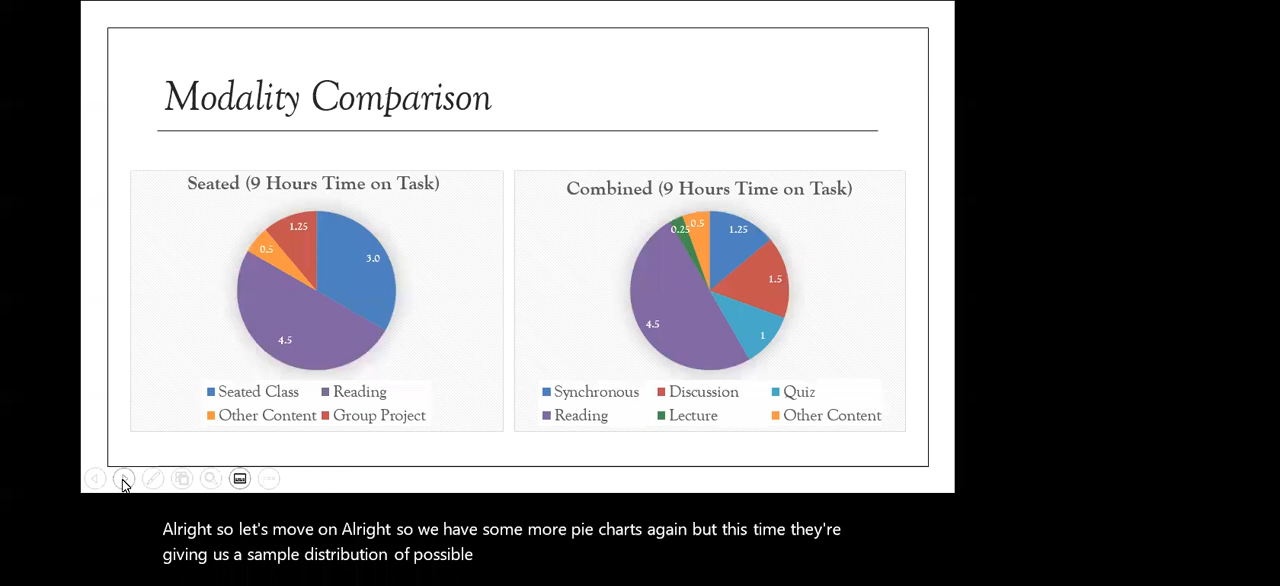 Modality Comparison
Seated (9 Hours Time on Task)
1.25
0.5
3.0
4.5
Seated Class Reading
Other Content Group Project
Combined (9 Hours Time on Task)
0.25 0.5 1.25
1.5
4.5
1
Synchronous Discussion Quiz
Reading Lecture Other Content
Alright so let's move on Alright so we have some more pie charts again but this time they're
giving us a sample distribution of possible